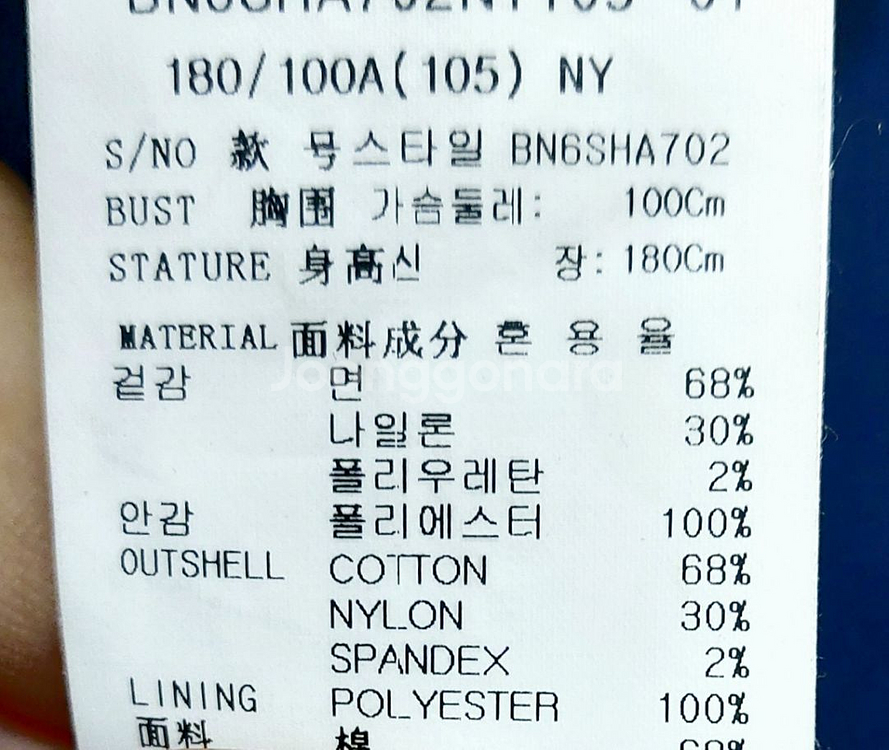 180/100A(105) NY
S/NO 款 号스타일 BN6SHA702
BUST 胸围 가슴둘레: 100Cm
STATURE 身高신 장: 180Cm
MATERIAL 面料成分 혼 용 율
겉감 면 68%
나일론 30%
폴리우레탄 2%
안감 폴리에스터 100%
OUTSHELL COTTON 68%
NYLON 30%
SPANDEX 2%
LINING POLYESTER 100%
面料 棉 68%
Joonggonara